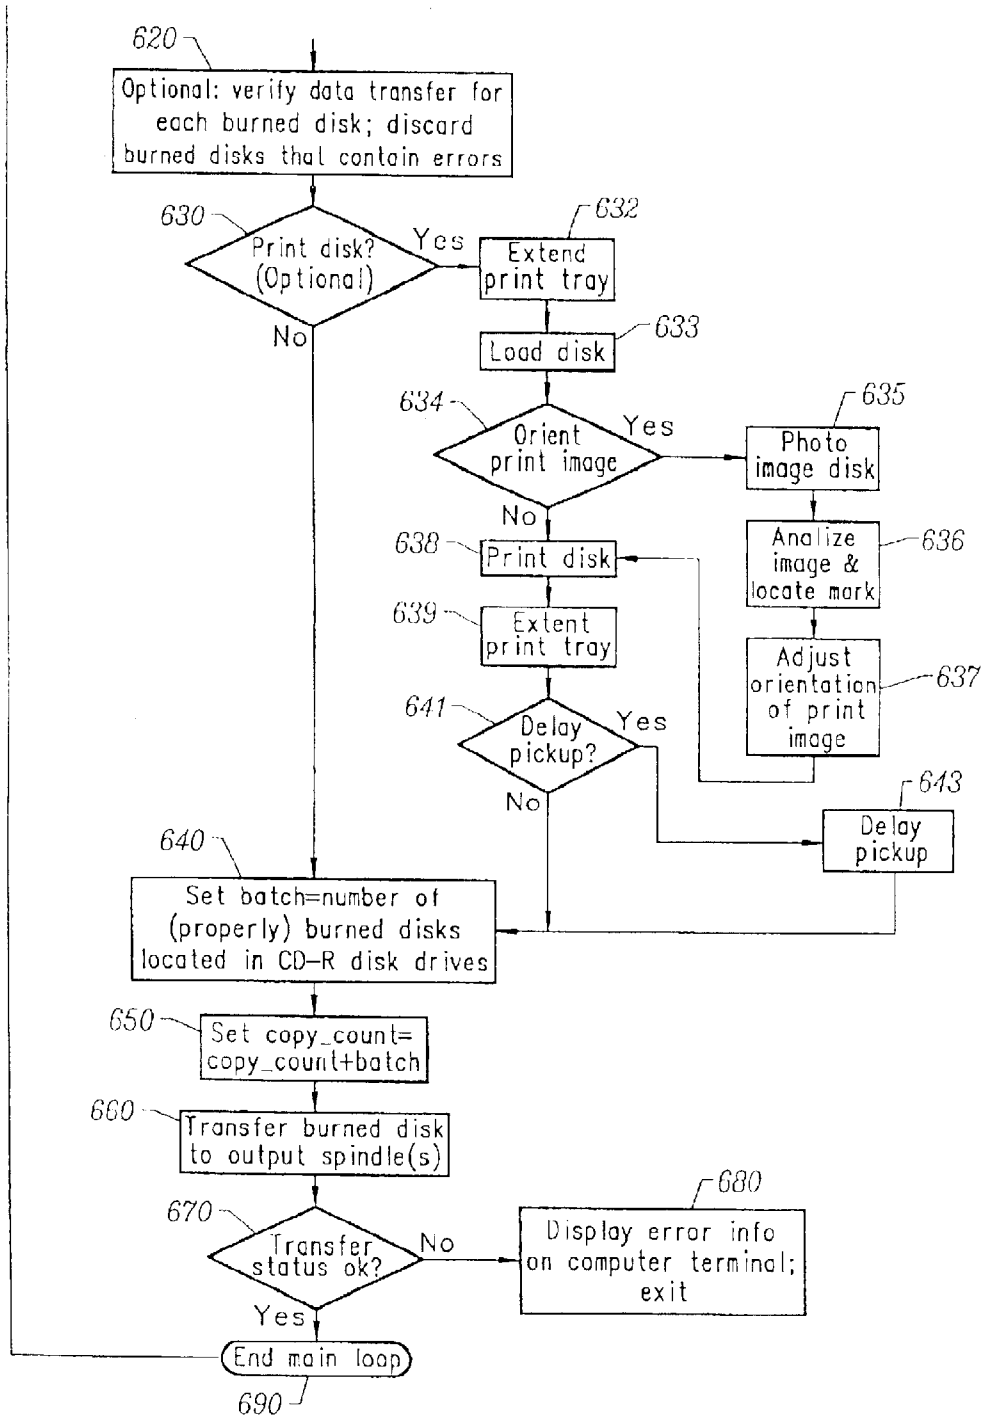 620
Optional: verify data transfer for
each burned disk; discard
burned disks that contain errors
630
Print disk?
(Optional)
Yes
No
632
Extend
print tray
633
Load disk
634
Orient
print image
Yes
No
635
Photo
image disk
636
Analize
image &
locate mark
637
Adjust
orientation
of print
image
638
Print disk
639
Extent
print tray
641
Delay
pickup?
Yes
No
643
Delay
pickup
640
Set batch=number of
(properly) burned disks
located in CD-R disk drives
650
Set copy_count=
copy_count+batch
660
Transfer burned disk
to output spindle(s)
670
Transfer
status ok?
No
Yes
680
Display error info
on computer terminal;
exit
End main loop
690